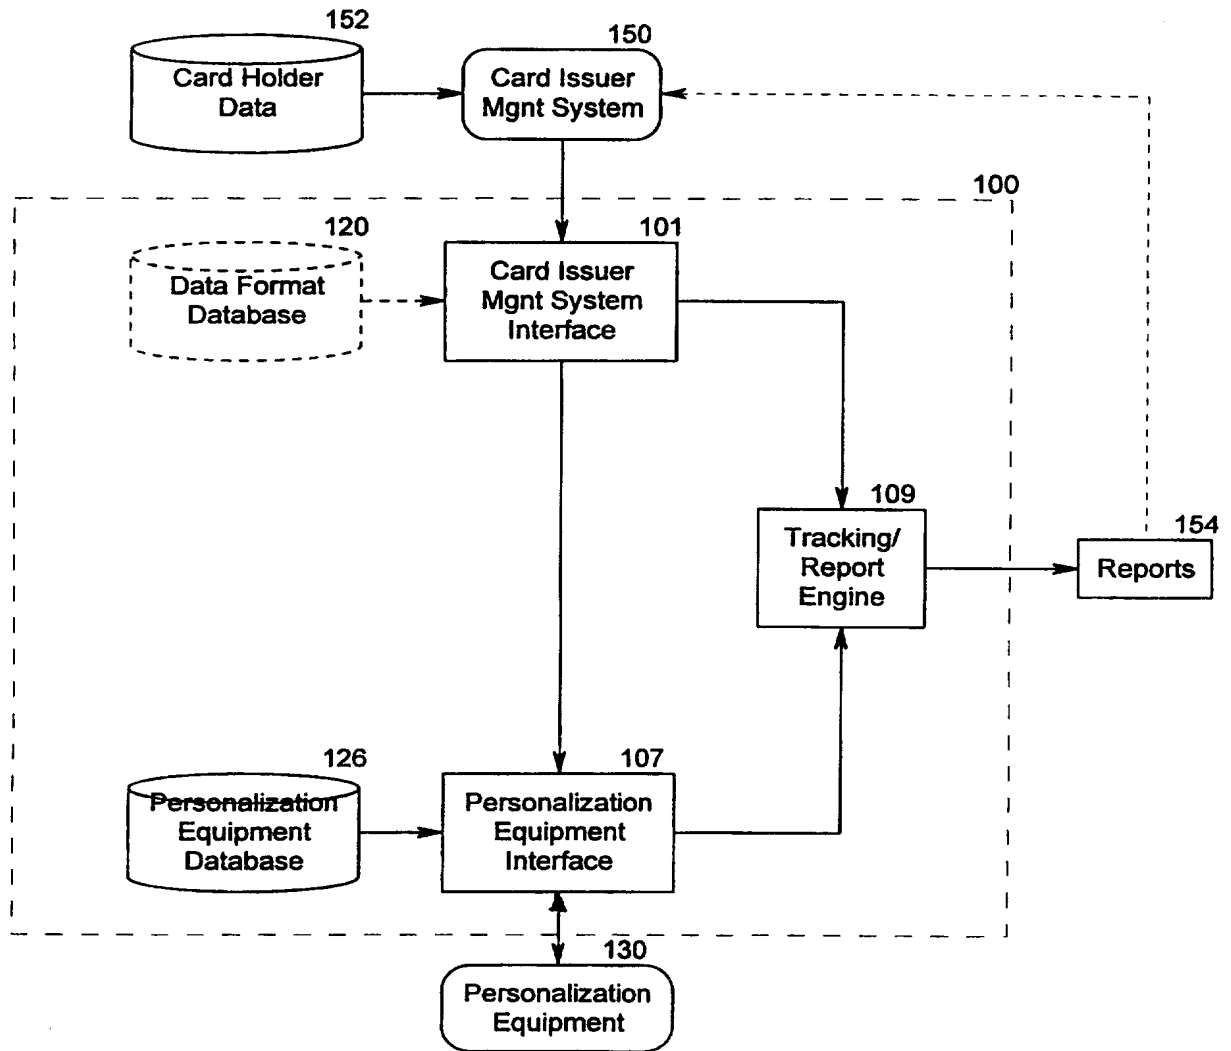 152
Card Holder
Data
150
Card Issuer
Mgnt System
100
120
Data Format
Database
101
Card Issuer
Mgnt System
Interface
109
Tracking/
Report
Engine
154
Reports
126
Personalization
Equipment
Database
107
Personalization
Equipment
Interface
130
Personalization
Equipment